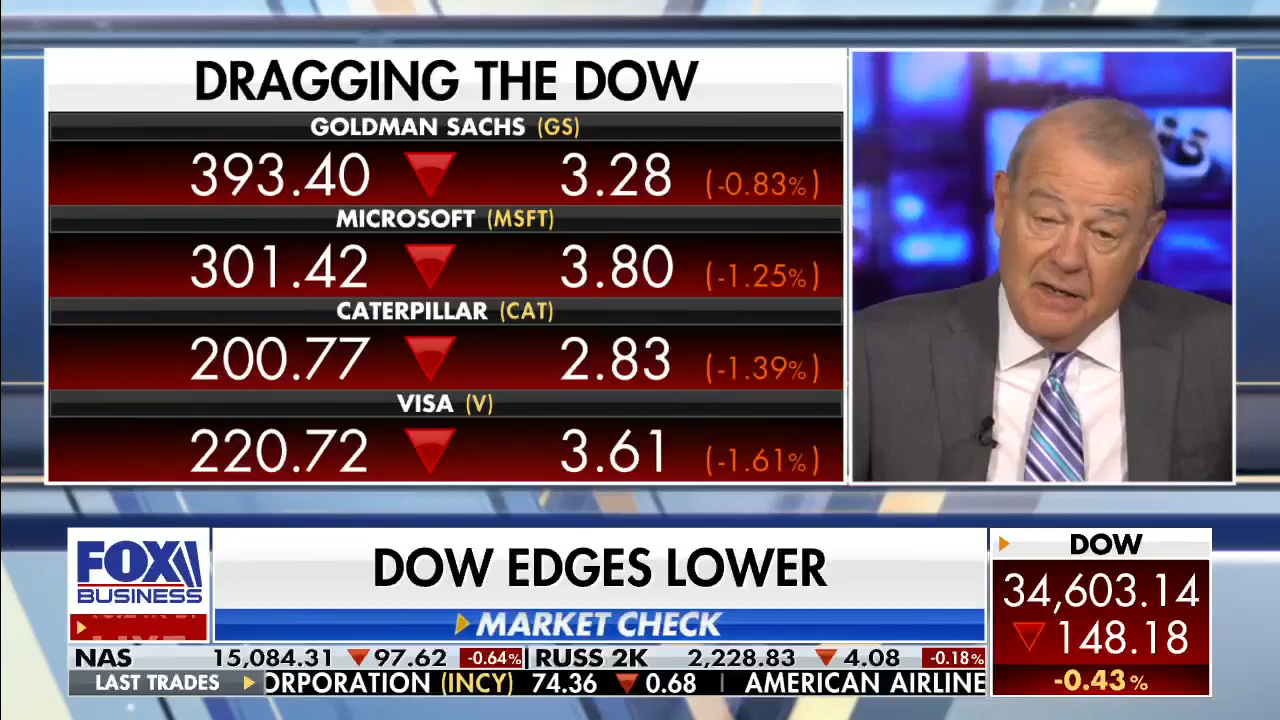 DRAGGING THE DOW
GOLDMAN SACHS (GS)
393.40 3.28 (-0.83%)
MICROSOFT (MSFT)
301.42 3.80 (-1.25%)
CATERPILLAR (CAT)
200.77 2.83 (-1.39%)
VISA (V)
220.72 3.61 (-1.61%)
FOX BUSINESS
DOW EDGES LOWER
MARKET CHECK
DOW
34,603.14
148.18
-0.43%
NAS 15,084.31 97.62 -0.64% RUSS 2K 2,228.83 4.08 -0.18%
LAST TRADES ORPORATION (INCY) 74.36 0.68 | AMERICAN AIRLINE